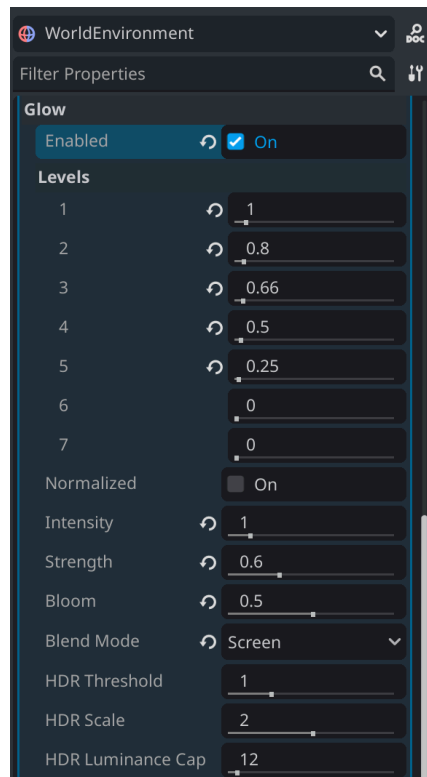 WorldEnvironment
DOC
Filter Properties
Glow
Enabled On
Levels
1 1
2 0.8
3 0.66
4 0.5
5 0.25
6 0
7 0
Normalized On
Intensity 1
Strength 0.6
Bloom 0.5
Blend Mode Screen
HDR Threshold 1
HDR Scale 2
HDR Luminance Cap 12